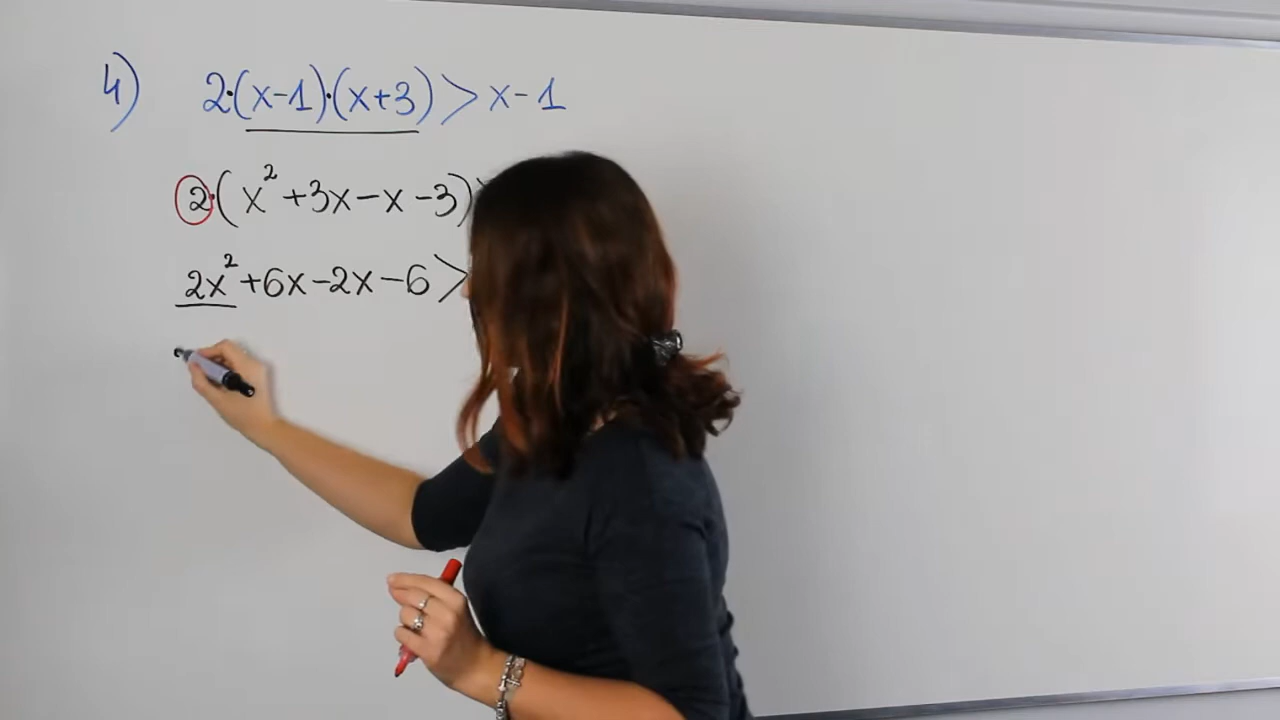 4) 2·(x-1)·(x+3) > x-1
2·(x²+3x-x-3)
2x²+6x-2x-6 >